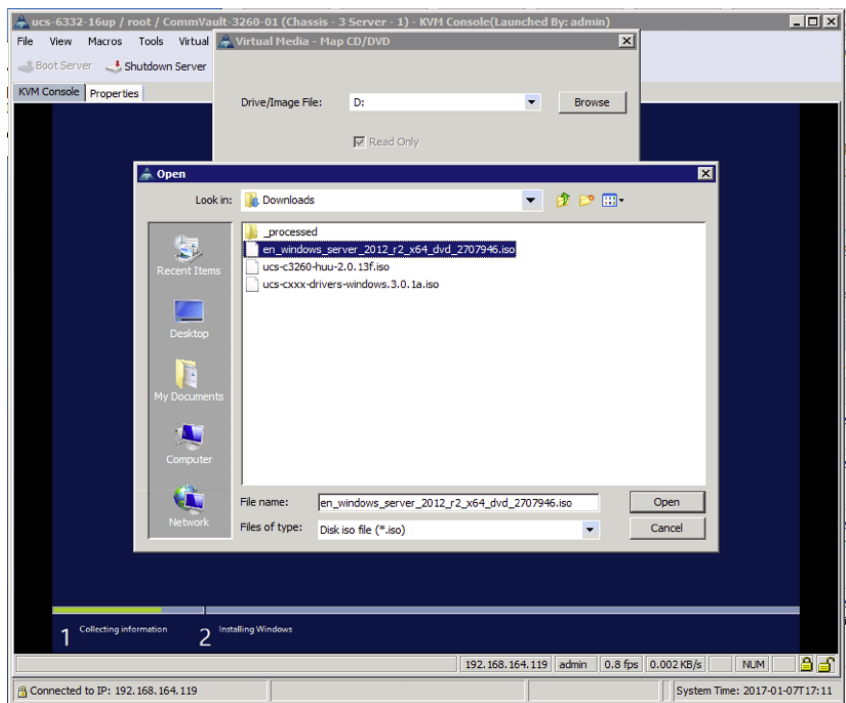 ucs-6332-16up / root / CommVault-3260-01 (Chassis - 3 Server - 1) - KVM Console(Launched By: admin)
File View Macros Tools Virtual
Virtual Media - Map CD/DVD
Boot Server Shutdown Server
KVM Console Properties
Drive/Image File: D: Browse
Read Only
Open
Look in: Downloads
_processed
en_windows_server_2012_r2_x64_dvd_2707946.iso
ucs-c3260-huu-2.0.13f.iso
ucs-cxxx-drivers-windows.3.0.1a.iso
Recent Items
Desktop
My Documents
Computer
Network
File name: en_windows_server_2012_r2_x64_dvd_2707946.iso Open
Files of type: Disk iso file (*.iso) Cancel
1 Collecting information 2 Installing Windows
192.168.164.119 admin 0.8 fps 0.002 KB/s NUM
Connected to IP: 192.168.164.119 System Time: 2017-01-07T17:11